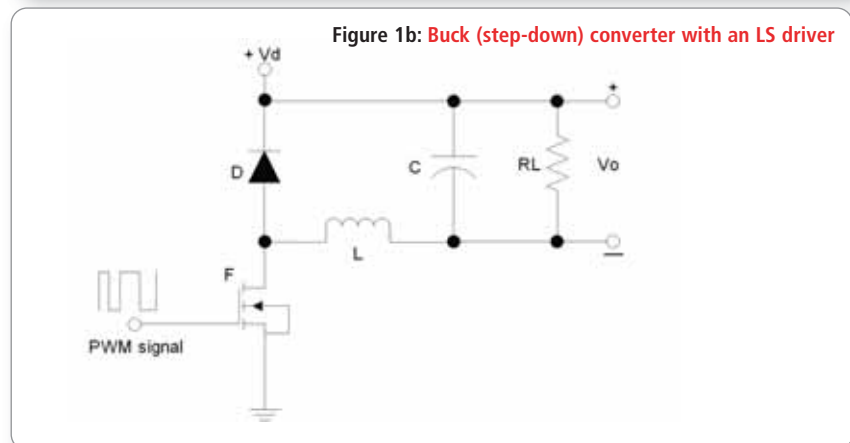 Figure 1b: Buck (step-down) converter with an LS driver
+ Vd
+
D
C
RL
Vo
L
F
PWM signal